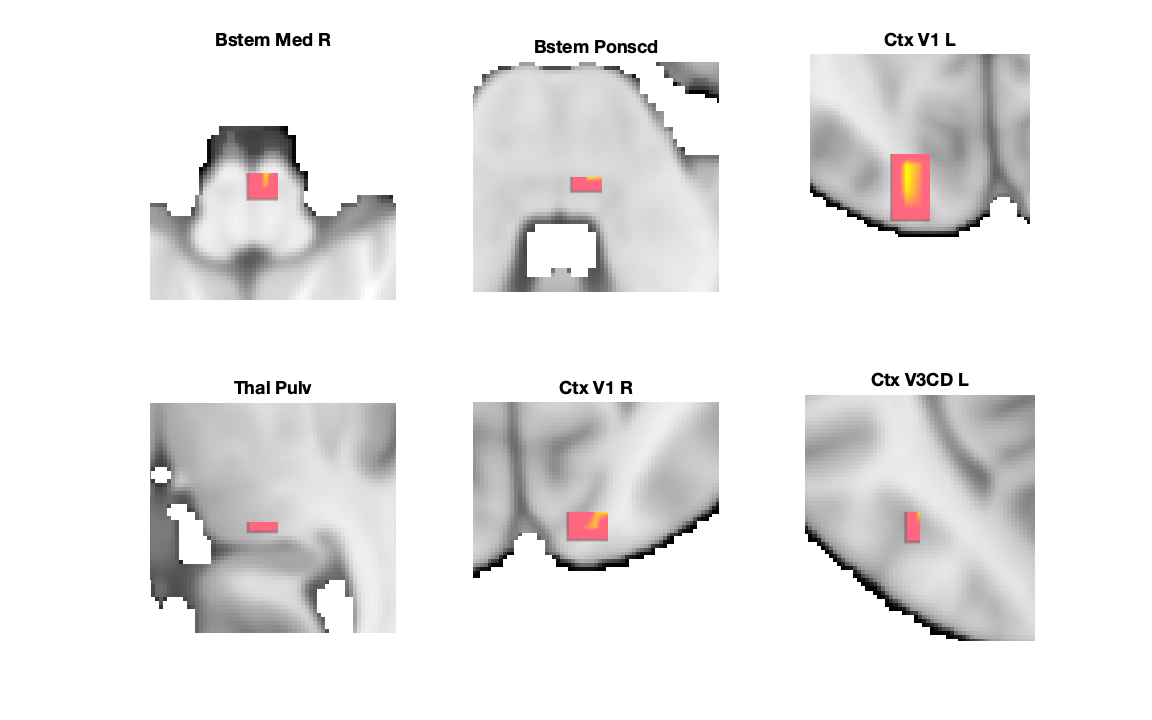 Bstem Med R
Bstem Ponscd
Ctx V1 L
Thal Pulv
Ctx V1 R
Ctx V3CD L